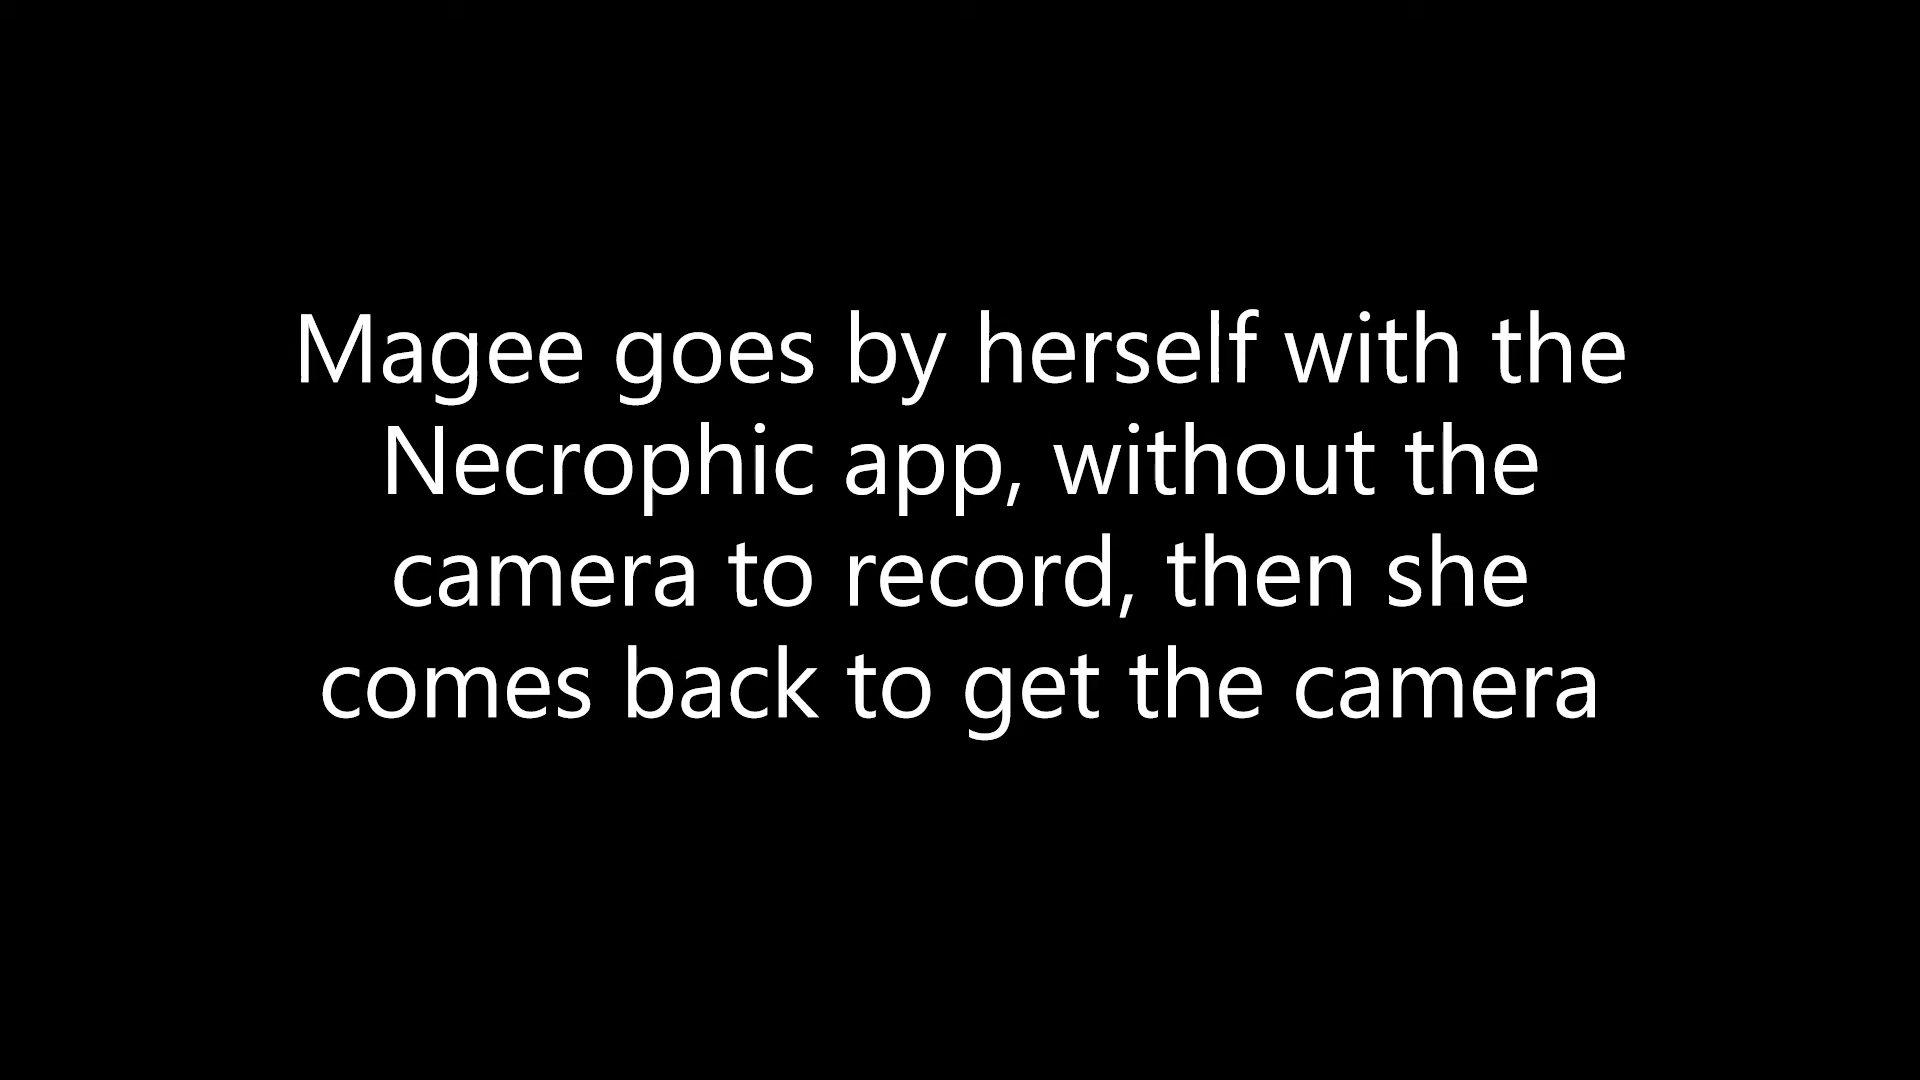 Magee goes by herself with the
Necrophic app, without the
camera to record, then she
comes back to get the camera